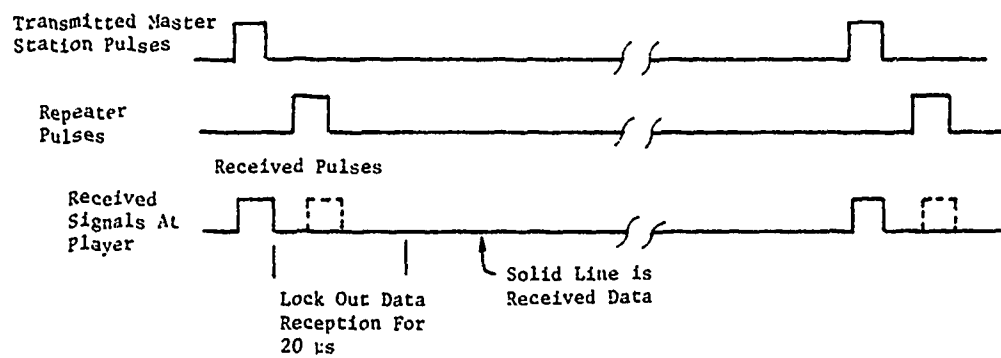 Transmitted Master
Station Pulses
Repeater
Pulses
Received Pulses
Received
Signals At
Player
Solid Line is
Received Data
Lock Out Data
Reception For
20 µs